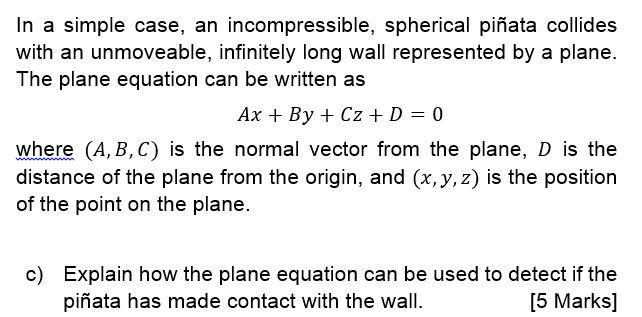 In a simple case, an incompressible, spherical piñata collides
with an unmoveable, infinitely long wall represented by a plane.
The plane equation can be written as
Ax + By + Cz + D = 0
where (A, B, C) is the normal vector from the plane, D is the
distance of the plane from the origin, and (x, y, z) is the position
of the point on the plane.
c) Explain how the plane equation can be used to detect if the
piñata has made contact with the wall. [5 Marks]